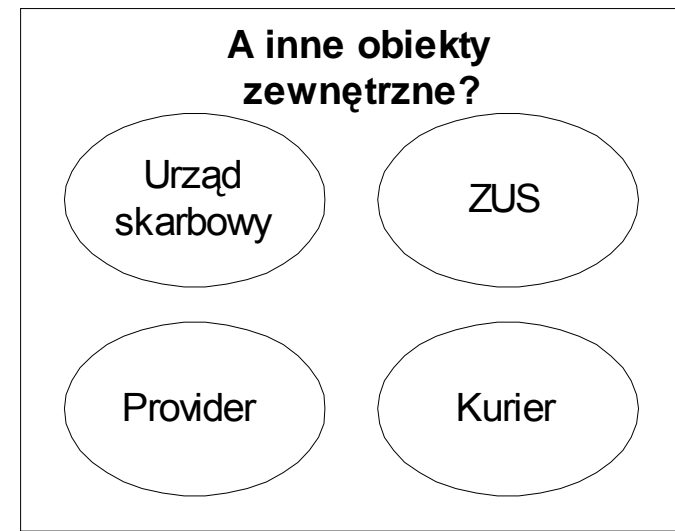 A inne obiekty
zewnętrzne?
Urząd
skarbowy
ZUS
Provider
Kurier